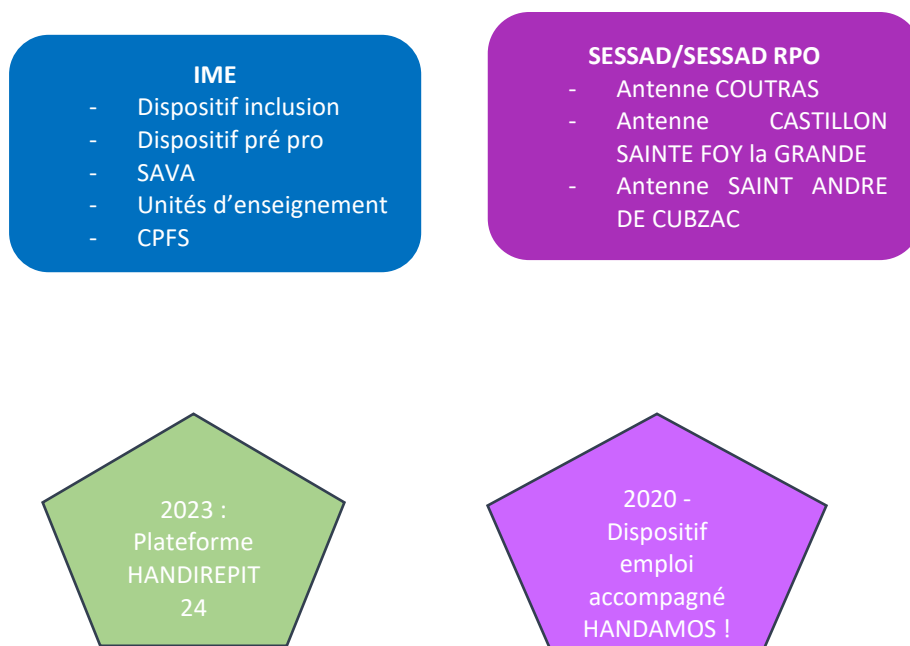 IME
- Dispositif inclusion
- Dispositif pré pro
- SAVA
- Unités d’enseignement
- CPFS
SESSAD/SESSAD RPO
- Antenne COUTRAS
- Antenne CASTILLON
SAINTE FOY la GRANDE
- Antenne SAINT ANDRE
DE CUBZAC
2023 :
Plateforme
HANDIREPIT
24
2020 -
Dispositif
emploi
accompagné
HANDAMOS !